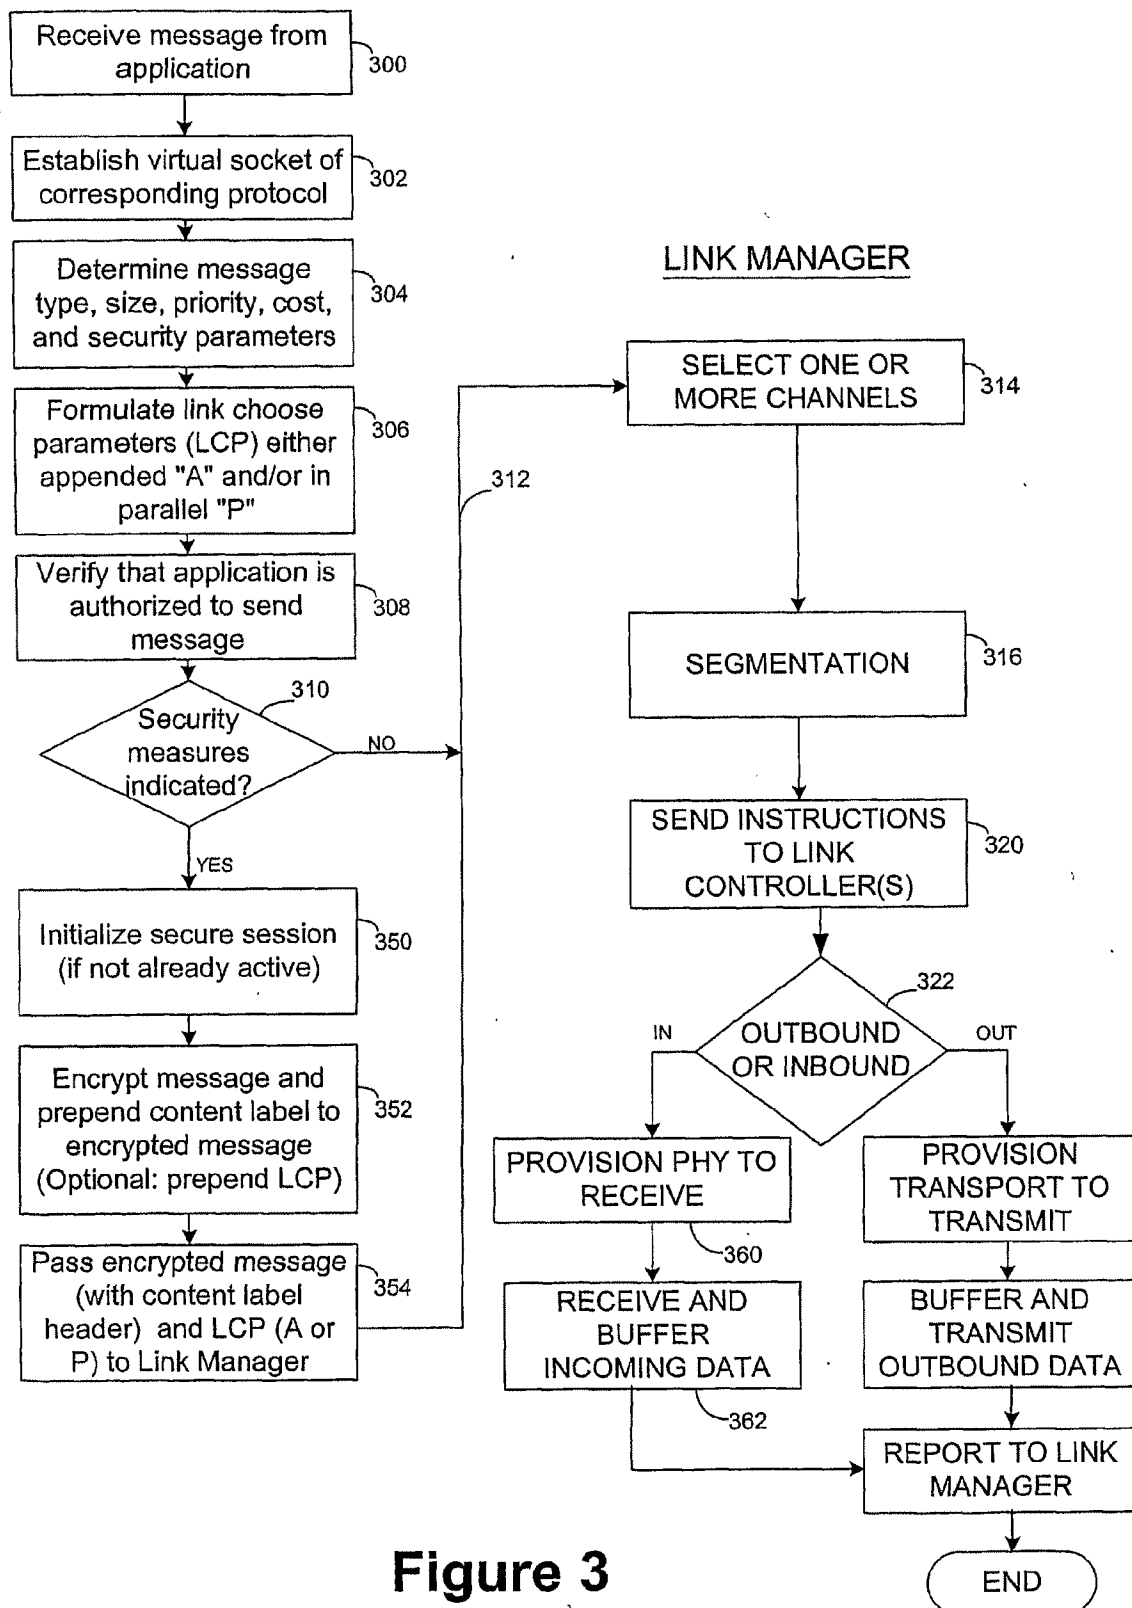 Receive message from
application
300
Establish virtual socket of
corresponding protocol
302
Determine message
type, size, priority, cost,
and security parameters
304
Formulate link choose
parameters (LCP) either
appended "A" and/or in
parallel "P"
306
Verify that application is
authorized to send
message
308
310
Security
measures
indicated?
NO
YES
Initialize secure session
(if not already active)
350
Encrypt message and
prepend content label to
encrypted message
(Optional: prepend LCP)
352
Pass encrypted message
(with content label
header) and LCP (A or
P) to Link Manager
354
312
LINK MANAGER
SELECT ONE OR
MORE CHANNELS
314
SEGMENTATION
316
SEND INSTRUCTIONS
TO LINK
CONTROLLER(S)
320
322
OUTBOUND
OR INBOUND
IN
OUT
PROVISION PHY TO
RECEIVE
360
RECEIVE AND
BUFFER
INCOMING DATA
362
PROVISION
TRANSPORT TO
TRANSMIT
BUFFER AND
TRANSMIT
OUTBOUND DATA
REPORT TO LINK
MANAGER
END
Figure 3